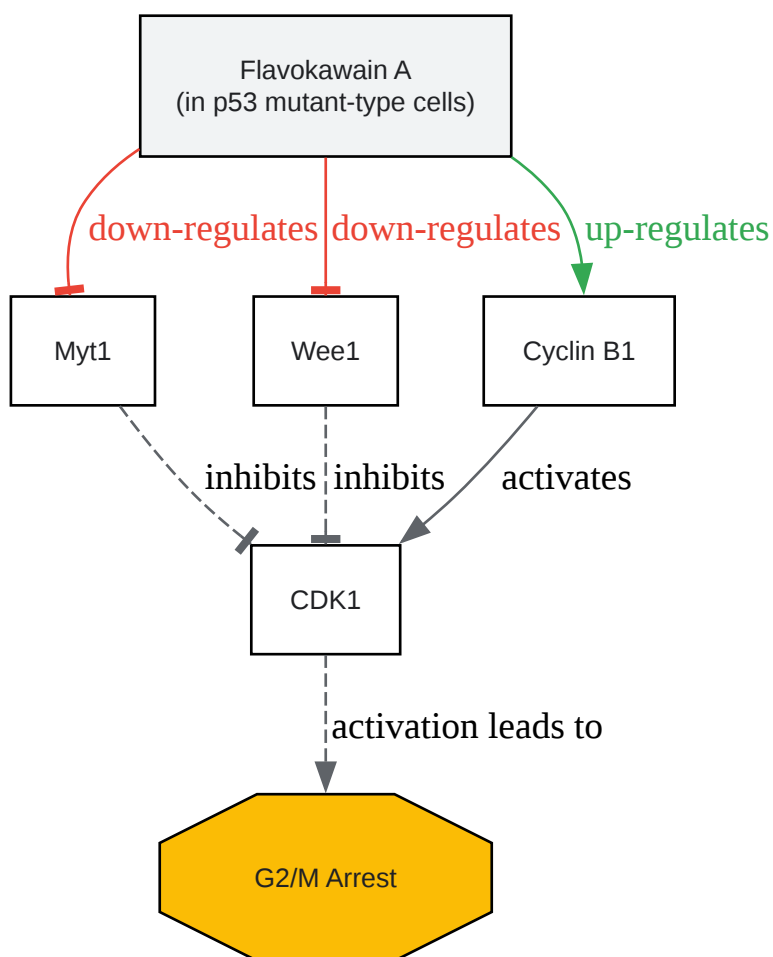 Flavokawain A
(in p53 mutant-type cells)
down-regulates
down-regulates
up-regulates
Myt1
Wee1
Cyclin B1
inhibits
inhibits
activates
CDK1
activation leads to
G2/M Arrest